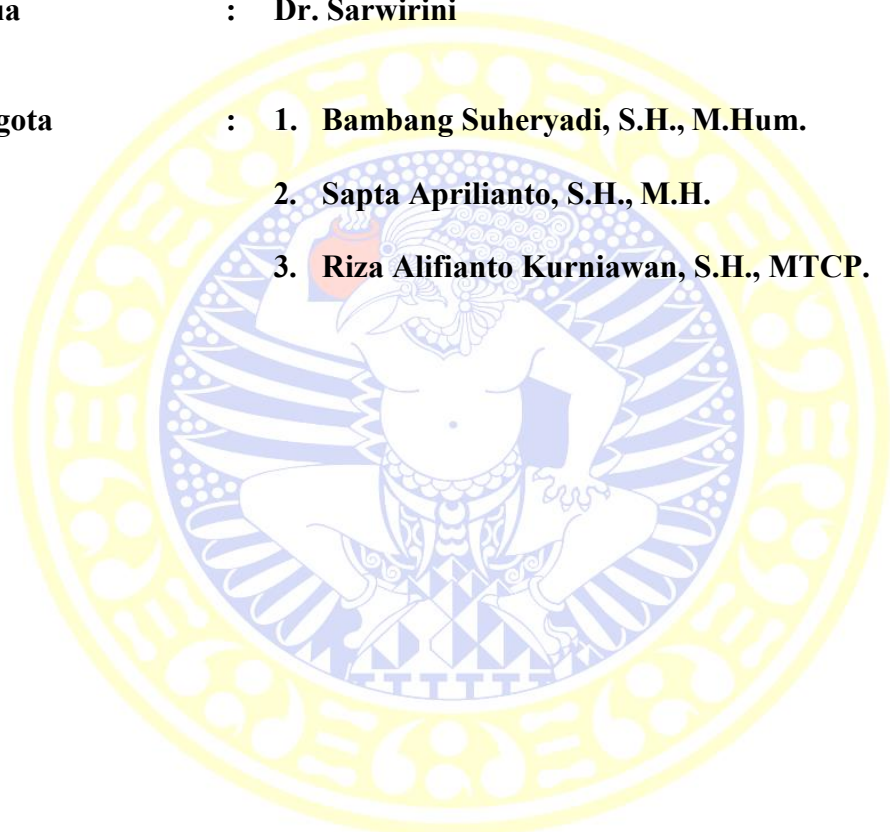 ua : Dr. Sarwirini
gota : 1. Bambang Suheryadi, S.H., M.Hum.
2. Sapta Aprilianto, S.H., M.H.
3. Riza Alifianto Kurniawan, S.H., MTCP.